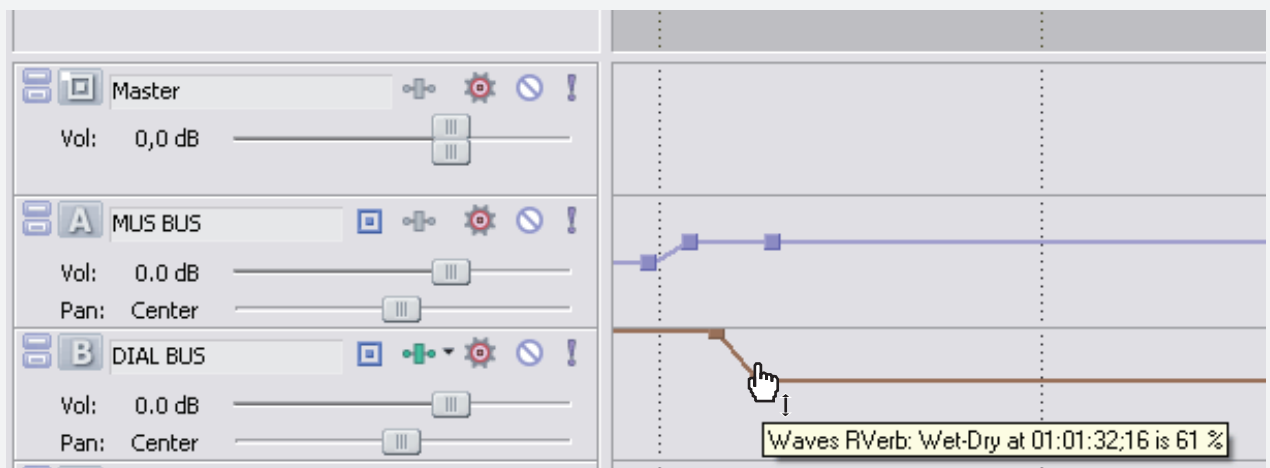 Master
Vol: 0,0 dB
A MUS BUS
Vol: 0.0 dB
Pan: Center
B DIAL BUS
Vol: 0.0 dB
Pan: Center
Waves RVerb: Wet-Dry at 01:01:32;16 is 61 %